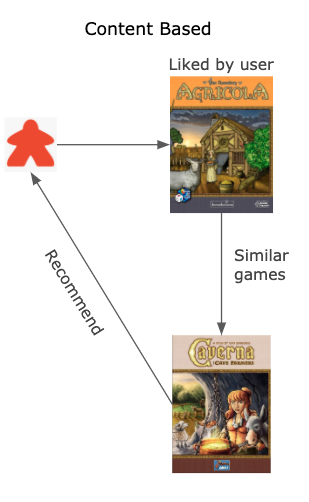 Content Based
Liked by user
AGRICOLA
Similar
games
Recommend
Caverna